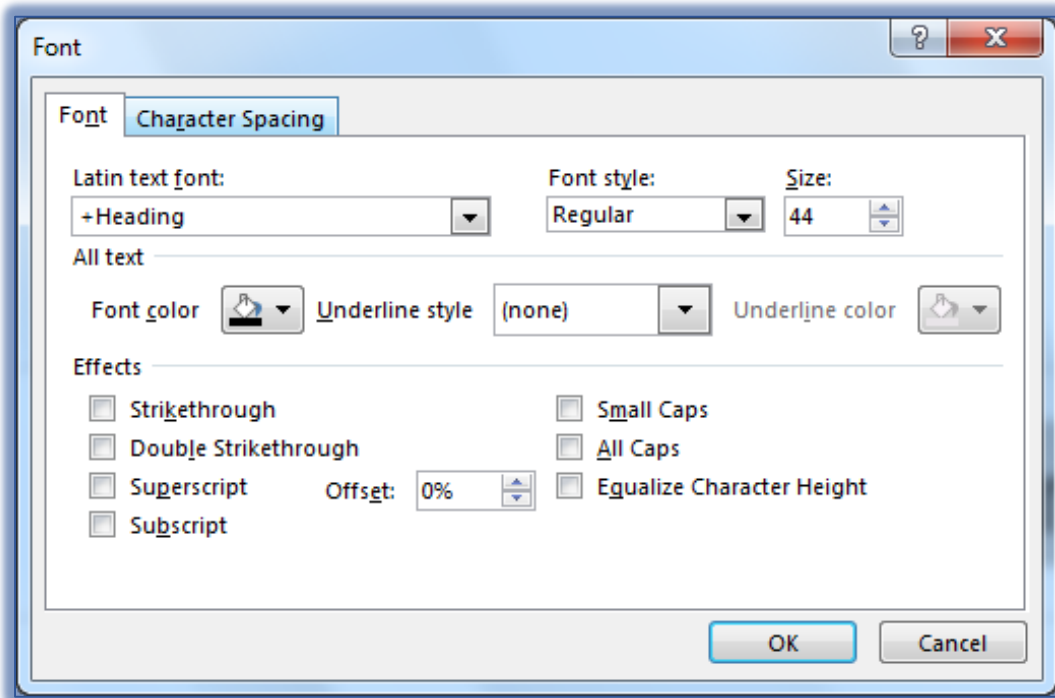 Font
Font Character Spacing
Latin text font: Font style: Size:
+Heading Regular 44
All text
Font color Underline style (none) Underline color
Effects
Strikethrough Small Caps
Double Strikethrough All Caps
Superscript Offset: 0% Equalize Character Height
Subscript
OK Cancel